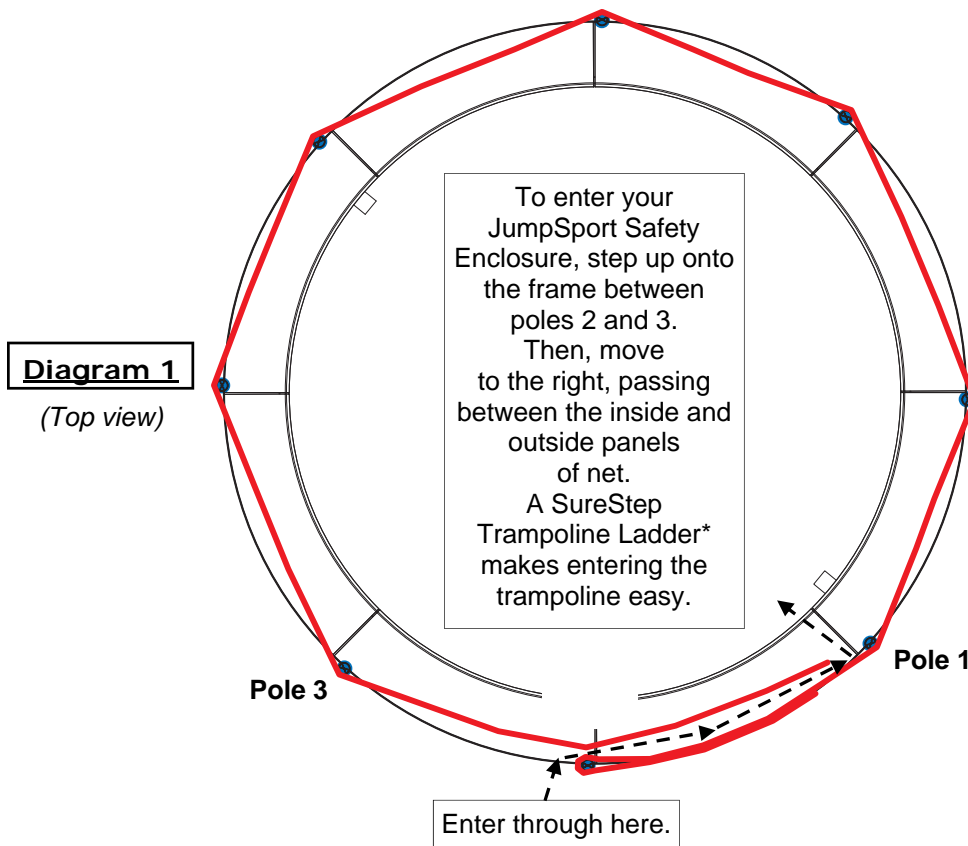 To enter your
JumpSport Safety
Enclosure, step up onto
the frame between
poles 2 and 3.
Then, move
to the right, passing
between the inside and
outside panels
of net.
A SureStep
Trampoline Ladder*
makes entering the
trampoline easy.
Diagram 1
(Top view)
Pole 1
Pole 3
Enter through here.